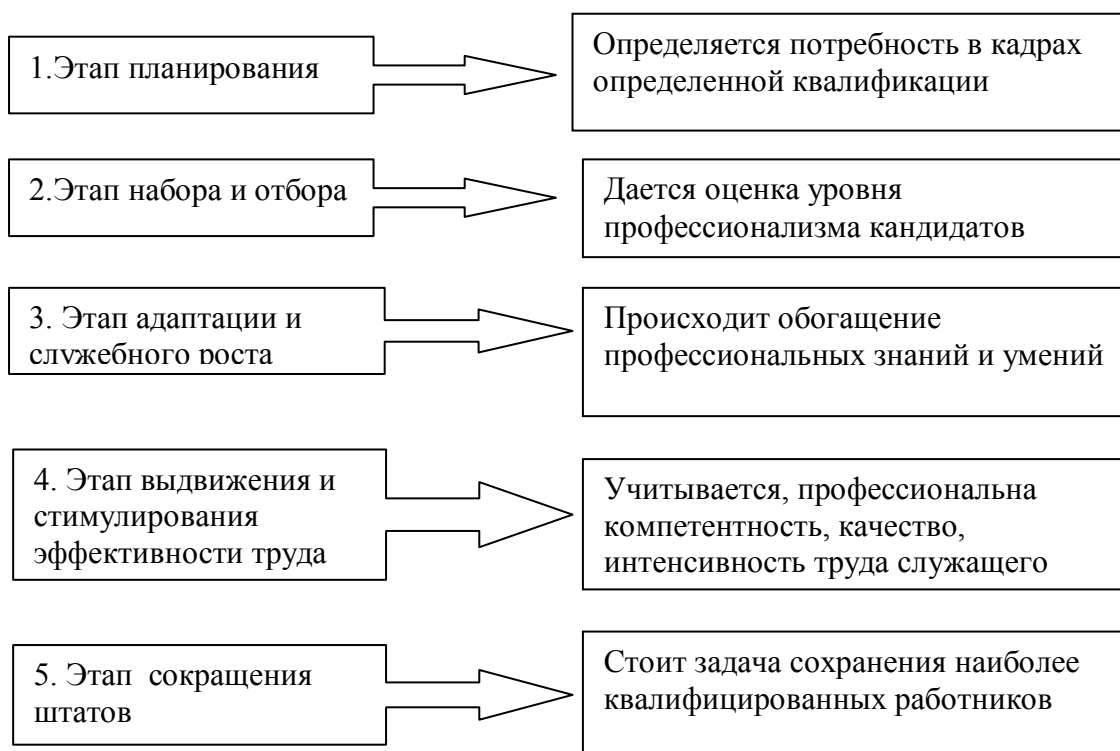 1.Этап планирования
Определяется потребность в кадрах
определенной квалификации
2.Этап набора и отбора
Дается оценка уровня
профессионализма кандидатов
3. Этап адаптации и
служебного роста
Происходит обогащение
профессиональных знаний и умений
4. Этап выдвижения и
стимулирования
эффективности труда
Учитывается, профессиональна
компетентность, качество,
интенсивность труда служащего
5. Этап сокращения
штатов
Стоит задача сохранения наиболее
квалифицированных работников